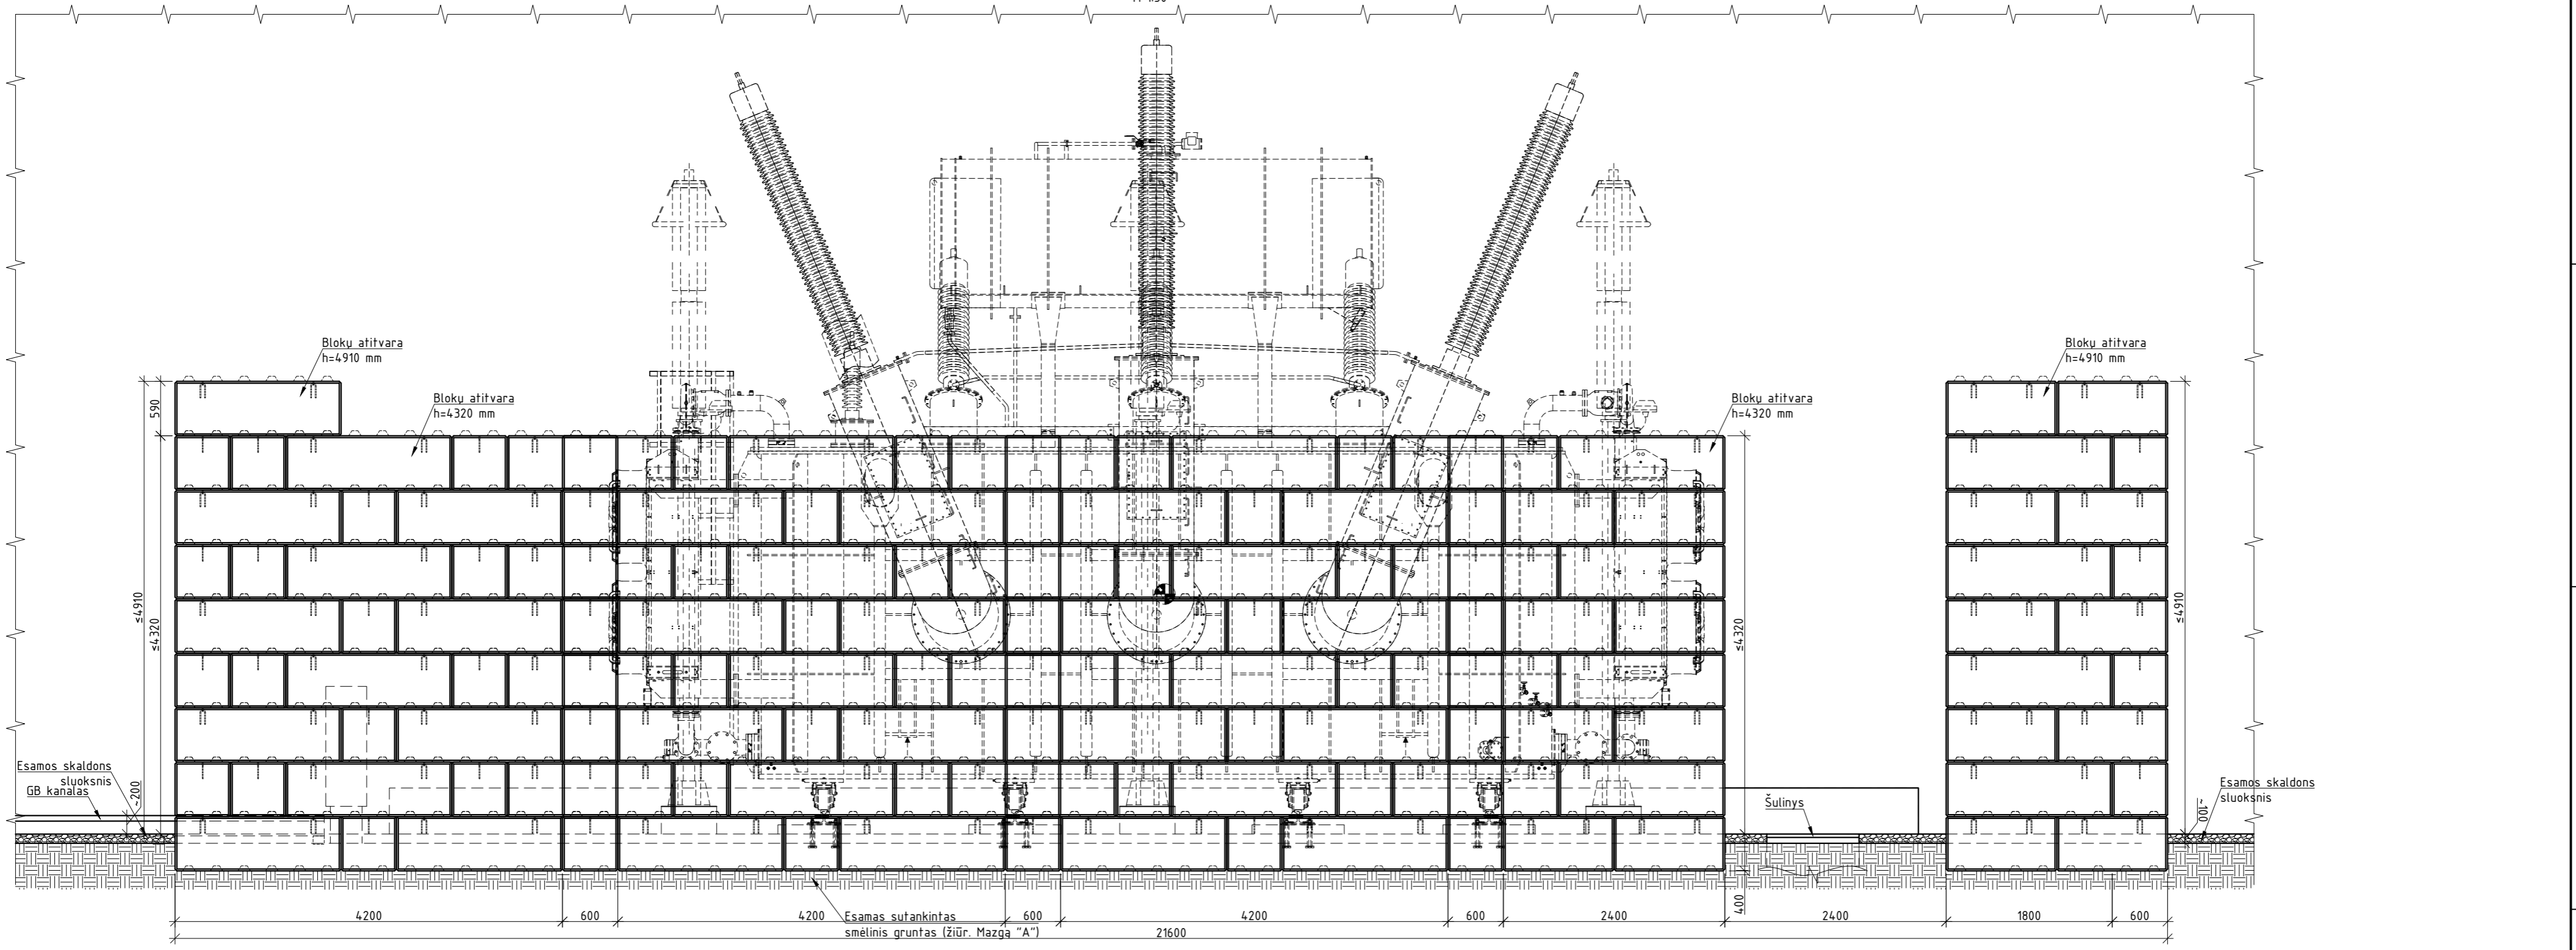 Blokų atitvara
h=4910 mm
Blokų atitvara
h=4320 mm
Blokų atitvara
h=4320 mm
Blokų atitvara
h=4910 mm
590
≤4910
≤4320
≤4320
≤4910
Esamos skaldons
sluoksnis
GB kanalas
~200
Šulinys
Esamos skaldons
sluoksnis
~100
400
4200
600
4200
600
4200
600
2400
2400
1800
600
Esamas sutankintas
smėlinis gruntas (žiūr. Mazgą "A")
21600